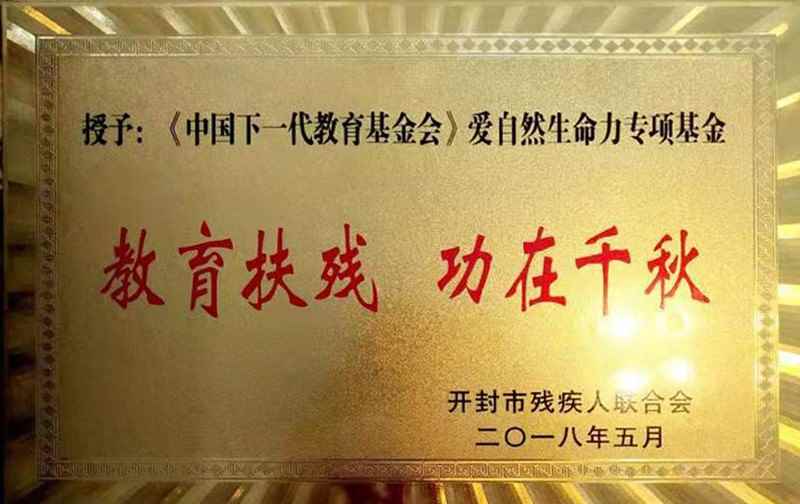 授予：《中国下一代教育基金会》爱自然生命力专项基金
教育扶残 功在千秋
开封市残疾人联合会
二〇一八年五月